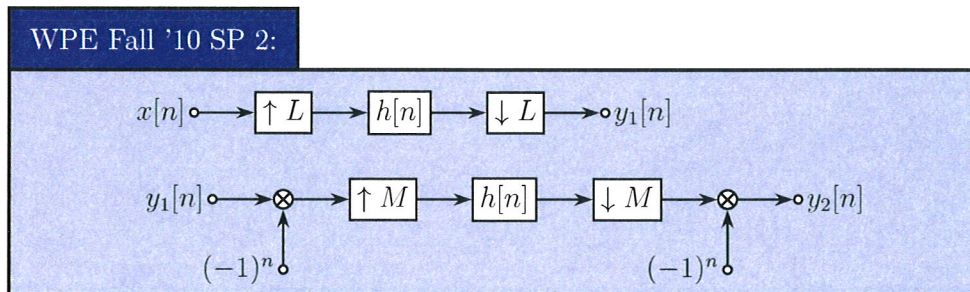 WPE Fall '10 SP 2:
x[n] ↑ L h[n] ↓ L y₁[n]
y₁[n] ⊗ ↑ M h[n] ↓ M ⊗ y₂[n]
(−1)ⁿ (−1)ⁿ